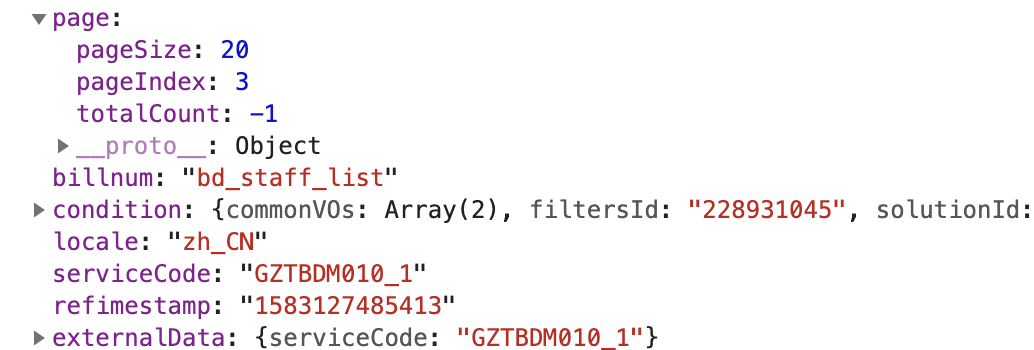 ▼page:
pageSize: 20
pageIndex: 3
totalCount: -1
▶__proto__: Object
billnum: "bd_staff_list"
▶condition: {commonVOs: Array(2), filtersId: "228931045", solutionId:
locale: "zh_CN"
serviceCode: "GZTBDM010_1"
refimestamp: "1583127485413"
▶externalData: {serviceCode: "GZTBDM010_1"}